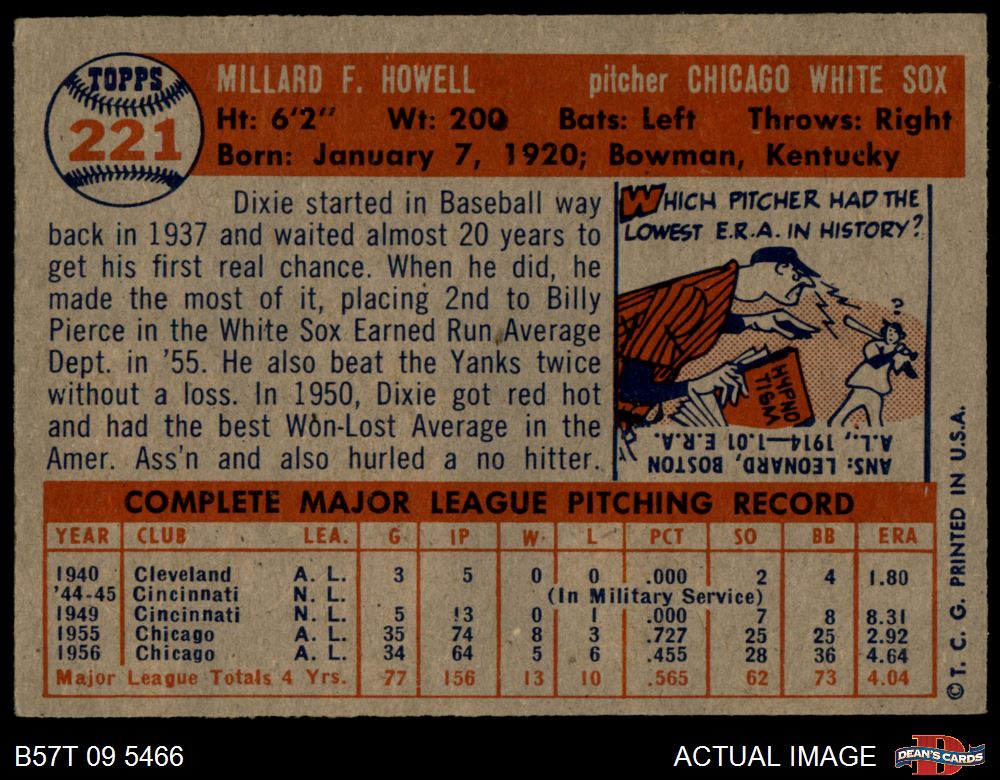 TOPPS
221
MILLARD F. HOWELL pitcher CHICAGO WHITE SOX
Ht: 6'2" Wt: 200 Bats: Left Throws: Right
Born: January 7, 1920; Bowman, Kentucky
Dixie started in Baseball way
back in 1937 and waited almost 20 years to
get his first real chance. When he did, he
made the most of it, placing 2nd to Billy
Pierce in the White Sox Earned Run Average
Dept. in '55. He also beat the Yanks twice
without a loss. In 1950, Dixie got red hot
and had the best Won-Lost Average in the
Amer. Ass'n and also hurled a no hitter.
WHICH PITCHER HAD THE
LOWEST E.R.A. IN HISTORY?
?
HYPNO
TISM
ANS: LEONARD, BOSTON
A.L., 1914—1.01 E.R.A.
COMPLETE MAJOR LEAGUE PITCHING RECORD
YEAR CLUB LEA. G IP W L PCT SO BB ERA
1940 Cleveland A. L. 3 5 0 0 .000 2 4 1.80
'44-45 Cincinnati N. L. (In Military Service)
1949 Cincinnati N. L. 5 13 0 1 .000 7 8 8.31
1955 Chicago A. L. 35 74 8 3 .727 25 25 2.92
1956 Chicago A. L. 34 64 5 6 .455 28 36 4.64
Major League Totals 4 Yrs. 77 156 13 10 .565 62 73 4.04
© T. C. G. PRINTED IN U.S.A.
B57T 09 5466
ACTUAL IMAGE
D
DEAN'S CARDS